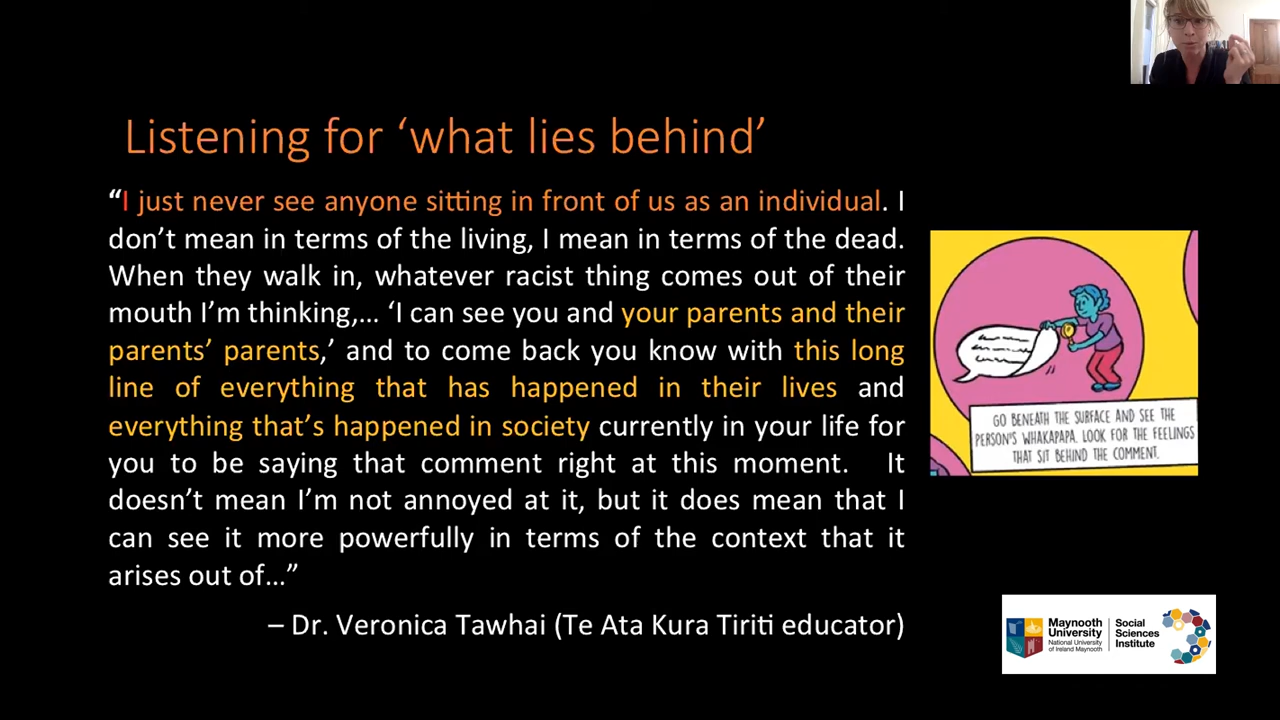 Listening for ‘what lies behind’
“I just never see anyone sitting in front of us as an individual. I
don’t mean in terms of the living, I mean in terms of the dead.
When they walk in, whatever racist thing comes out of their
mouth I’m thinking,... ‘I can see you and your parents and their
parents’ parents,’ and to come back you know with this long
line of everything that has happened in their lives and
everything that’s happened in society currently in your life for
you to be saying that comment right at this moment. It
doesn’t mean I’m not annoyed at it, but it does mean that I
can see it more powerfully in terms of the context that it
arises out of...”
– Dr. Veronica Tawhai (Te Ata Kura Tiriti educator)
GO BENEATH THE SURFACE AND SEE THE
PERSON'S WHAKAPAPA. LOOK FOR THE FEELINGS
THAT SIT BEHIND THE COMMENT.
Maynooth
University
National University
of Ireland Maynooth
Social
Sciences
Institute